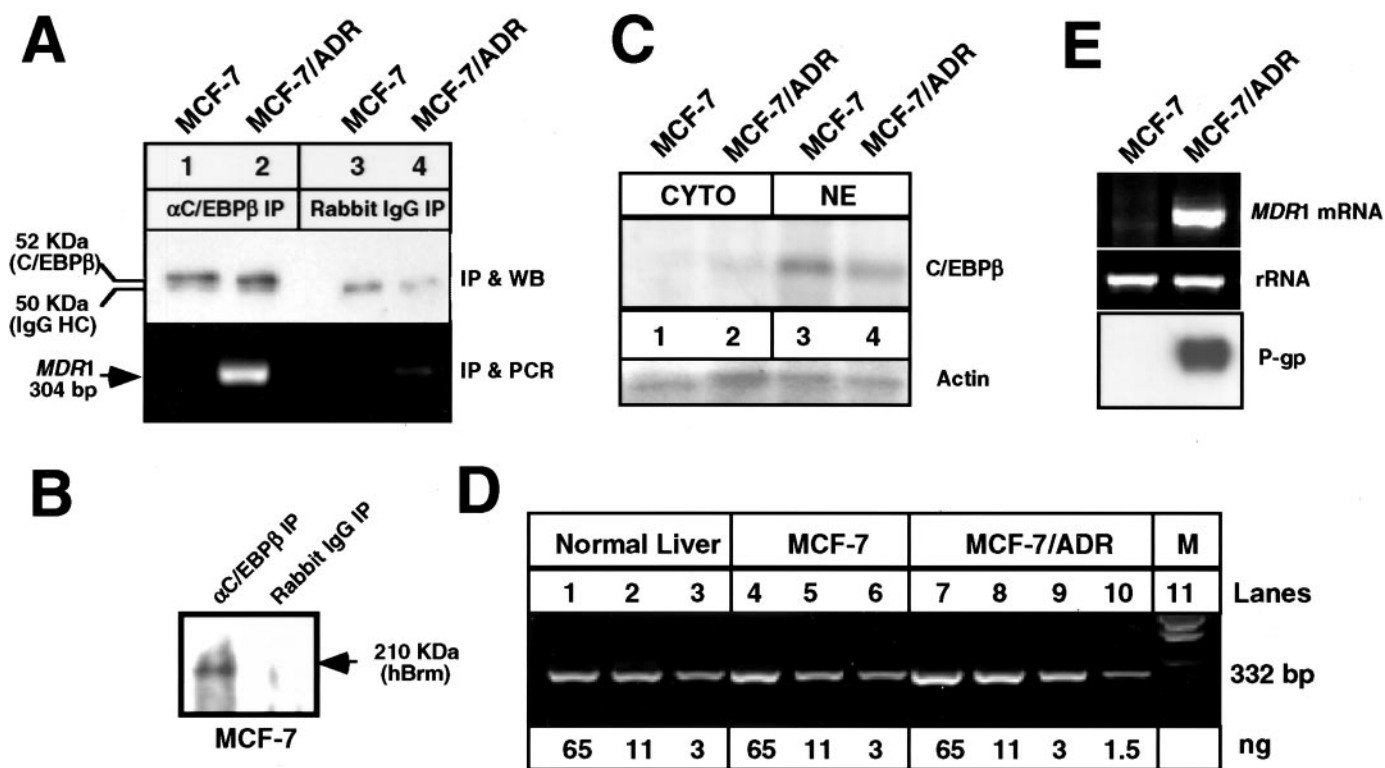 A
MCF-7
MCF-7/ADR
MCF-7
MCF-7/ADR
1 2 3 4
αC/EBPβ IP Rabbit IgG IP
52 KDa
(C/EBPβ)
50 KDa
(IgG HC)
IP & WB
MDR1
304 bp
IP & PCR
B
αC/EBPβ IP
Rabbit IgG IP
210 KDa
(hBrm)
MCF-7
C
MCF-7
MCF-7/ADR
MCF-7
MCF-7/ADR
CYTO NE
C/EBPβ
1 2 3 4
Actin
D
Normal Liver MCF-7 MCF-7/ADR M
1 2 3 4 5 6 7 8 9 10 11 Lanes
332 bp
65 11 3 65 11 3 65 11 3 1.5 ng
E
MCF-7
MCF-7/ADR
MDR1 mRNA
rRNA
P-gp